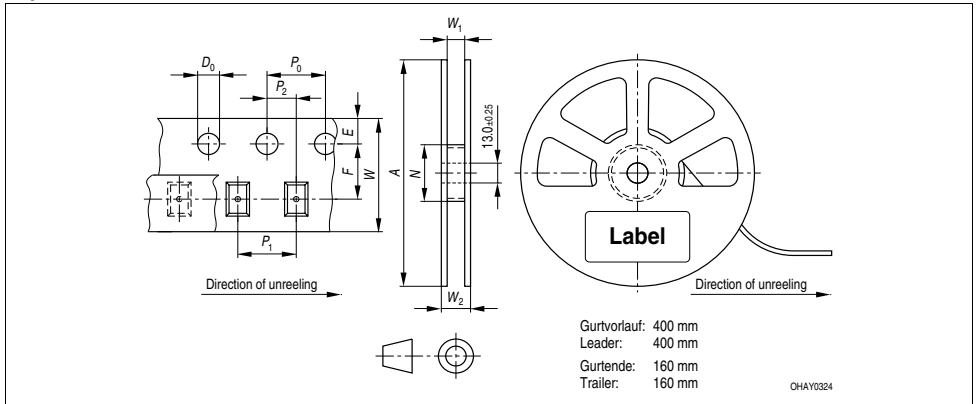 W1
D0
P0
P2
E
F
W
A
N
13.0±0.25
Label
P1
W2
Direction of unreeling
Direction of unreeling
Gurtvorlauf: 400 mm
Leader: 400 mm
Gurtende: 160 mm
Trailer: 160 mm
OHAY0324